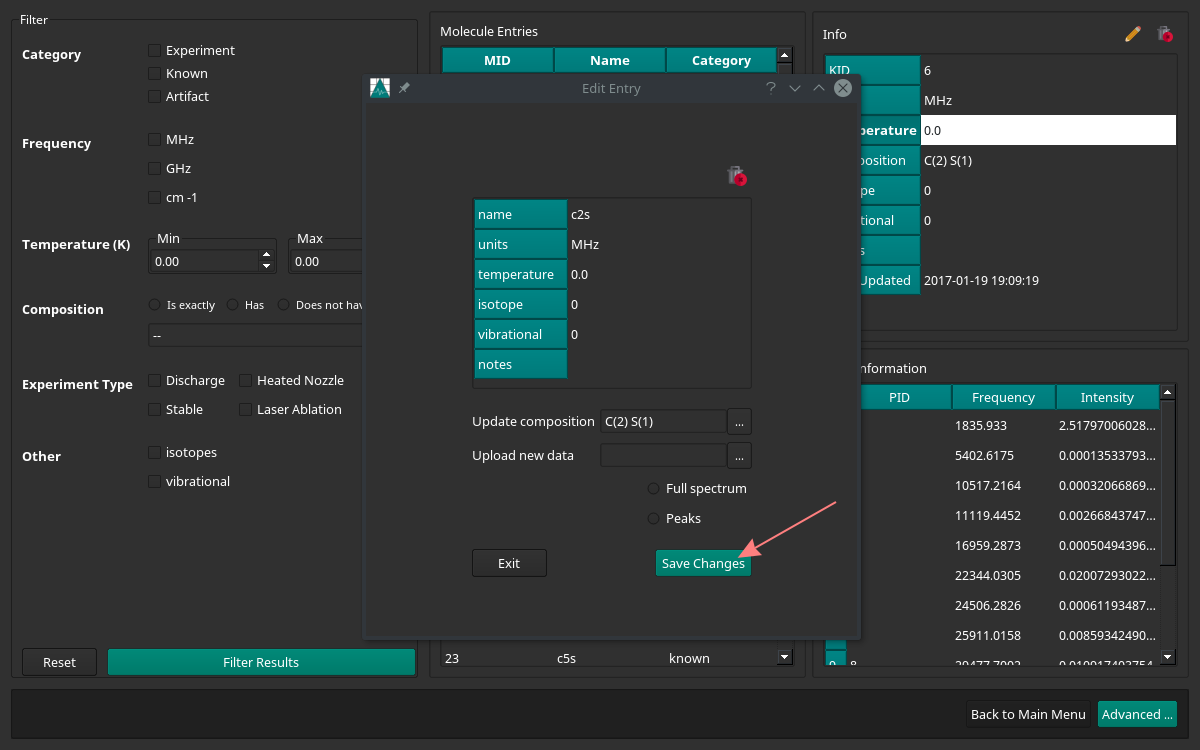 Filter
Category
Experiment
Known
Artifact
Frequency
MHz
GHz
cm -1
Temperature (K)
Min
Max
0.00
0.00
Composition
Is exactly
Has
Does not hav
--
Experiment Type
Discharge
Heated Nozzle
Stable
Laser Ablation
Other
isotopes
vibrational
Reset
Filter Results
Molecule Entries
MID Name Category
23 c5s known
Edit Entry
name c2s
units MHz
temperature 0.0
isotope 0
vibrational 0
notes
Update composition C(2) S(1) ...
Upload new data ...
Full spectrum
Peaks
Exit
Save Changes
Info
KID 6
MHz
perature 0.0
position C(2) S(1)
pe 0
tional 0
s
Updated 2017-01-19 19:09:19
nformation
PID Frequency Intensity
1835.933 2.51797006028...
5402.6175 0.00013533793...
10517.2164 0.00032066869...
11119.4452 0.00266843747...
16959.2873 0.00050494396...
22344.0305 0.02007293022...
24506.2826 0.00061193487...
25911.0158 0.00859342490...
Back to Main Menu
Advanced ...